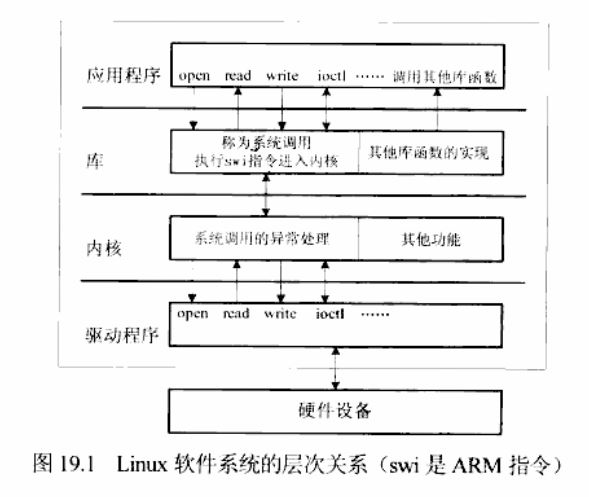 应用程序
open read write ioctl …… 调用其他库函数
库
称为系统调用
执行swi指令进入内核
其他库函数的实现
内核
系统调用的异常处理
其他功能
驱动程序
open read write ioctl ……
硬件设备
图 19.1 Linux 软件系统的层次关系（swi 是 ARM 指令）